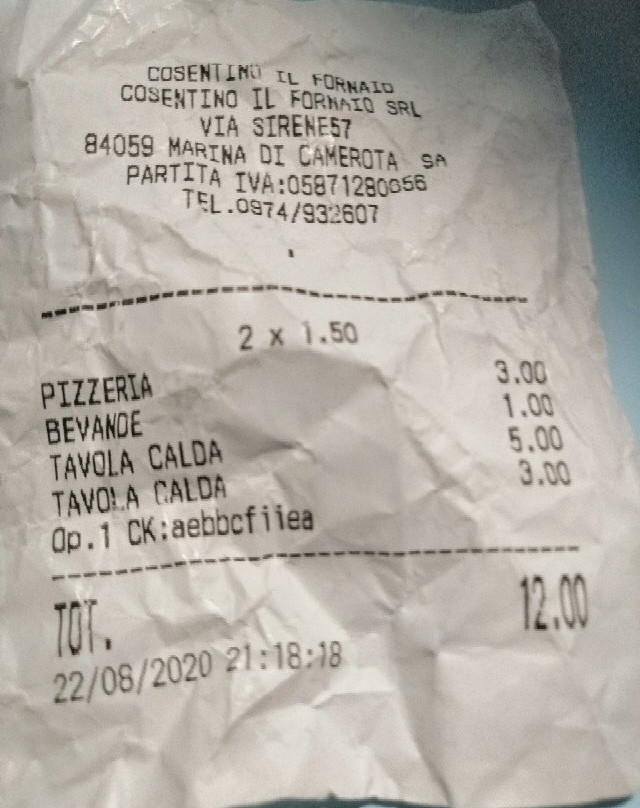 COSENTINO IL FORNAIO
COSENTINO IL FORNAIO SRL
VIA SIRENE57
84059 MARINA DI CAMEROTA SA
PARTITA IVA:05871280656
TEL.0974/932607
2 x 1.50
PIZZERIA 3.00
BEVANDE 1.00
TAVOLA CALDA 5.00
TAVOLA CALDA 3.00
Op.1 CK:aebbcfiiea
TOT. 12.00
22/08/2020 21:18:18